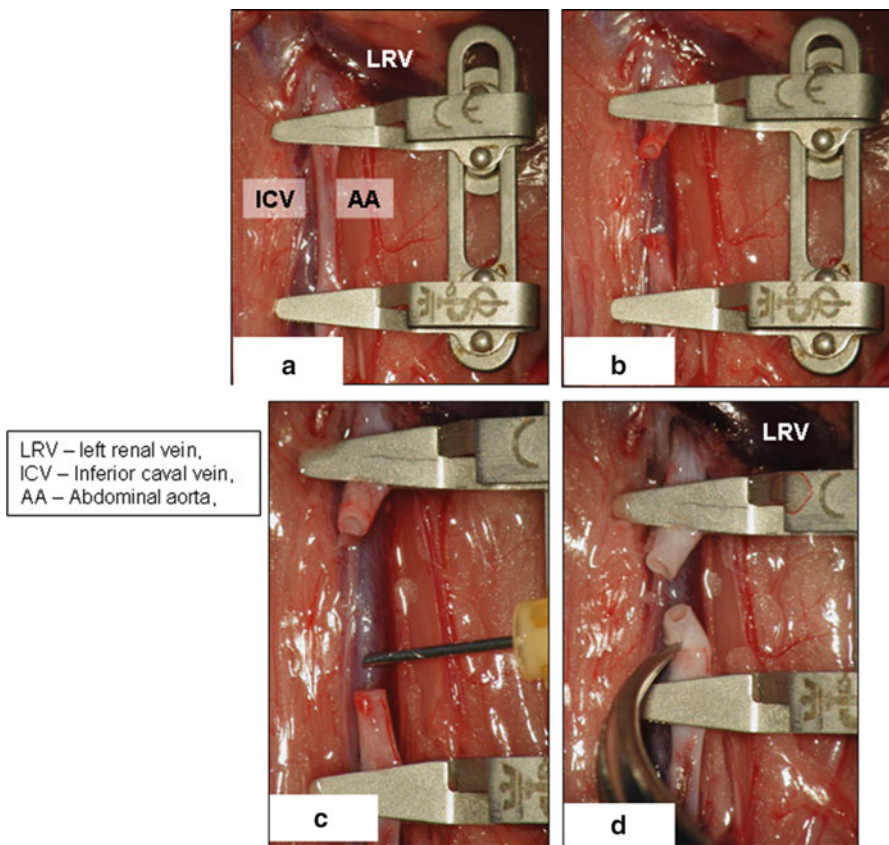 LRV
ICV
AA
a
b
LRV – left renal vein,
ICV – Inferior caval vein,
AA – Abdominal aorta,
LRV
c
d